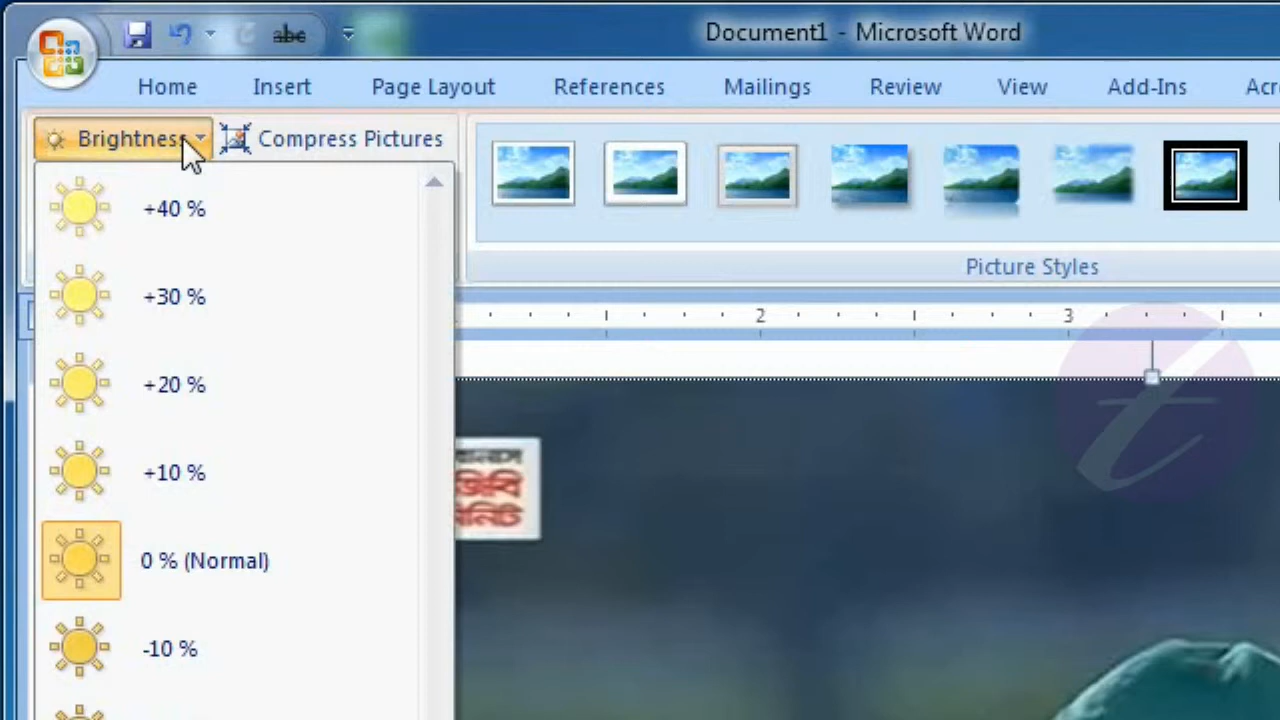 Document1 - Microsoft Word
Home Insert Page Layout References Mailings Review View Add-Ins
Brightness Compress Pictures
+40 %
Picture Styles
+30 %
2 3
+20 %
+10 %
0 % (Normal)
-10 %